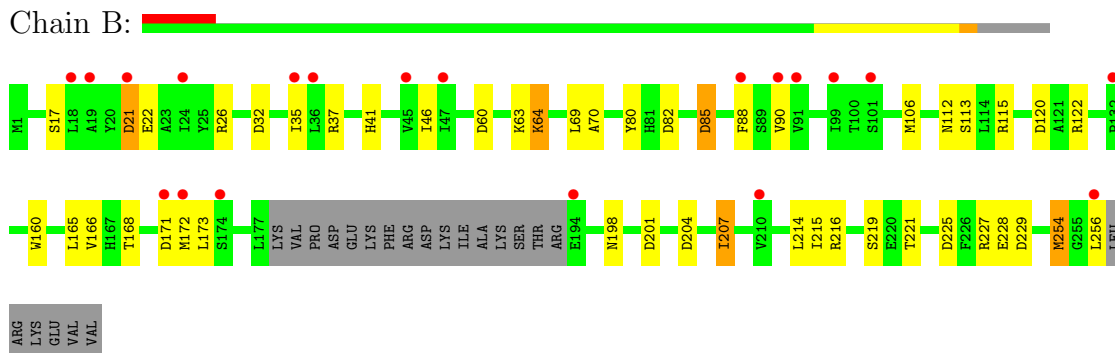 Chain B:
M1 S17 L18 A19 Y20 D21 E22 A23 I24 Y25 R26 D32 I35 L36 R37 H41 V45 I46 I47 D60 K63 K64 L69 A70 Y80 H81 D82 D85 F88 S89 V90 V91 I99 T100 S101 M106 N112 S113 L114 R115 D120 A121 R122
W160 L165 V166 H167 T168 D171 M172 L173 S174 L177 LYS VAL PRO ASP GLU LYS PHE ARG ASP LYS ILE ALA LYS SER THR ARG E194 N198 D201 D204 E207 V210 L214 I215 R216 S219 E220 T221 D225 F226 R227 E228 D229 M254 G255 L256 LEU
ARG LYS GLU VAL VAL